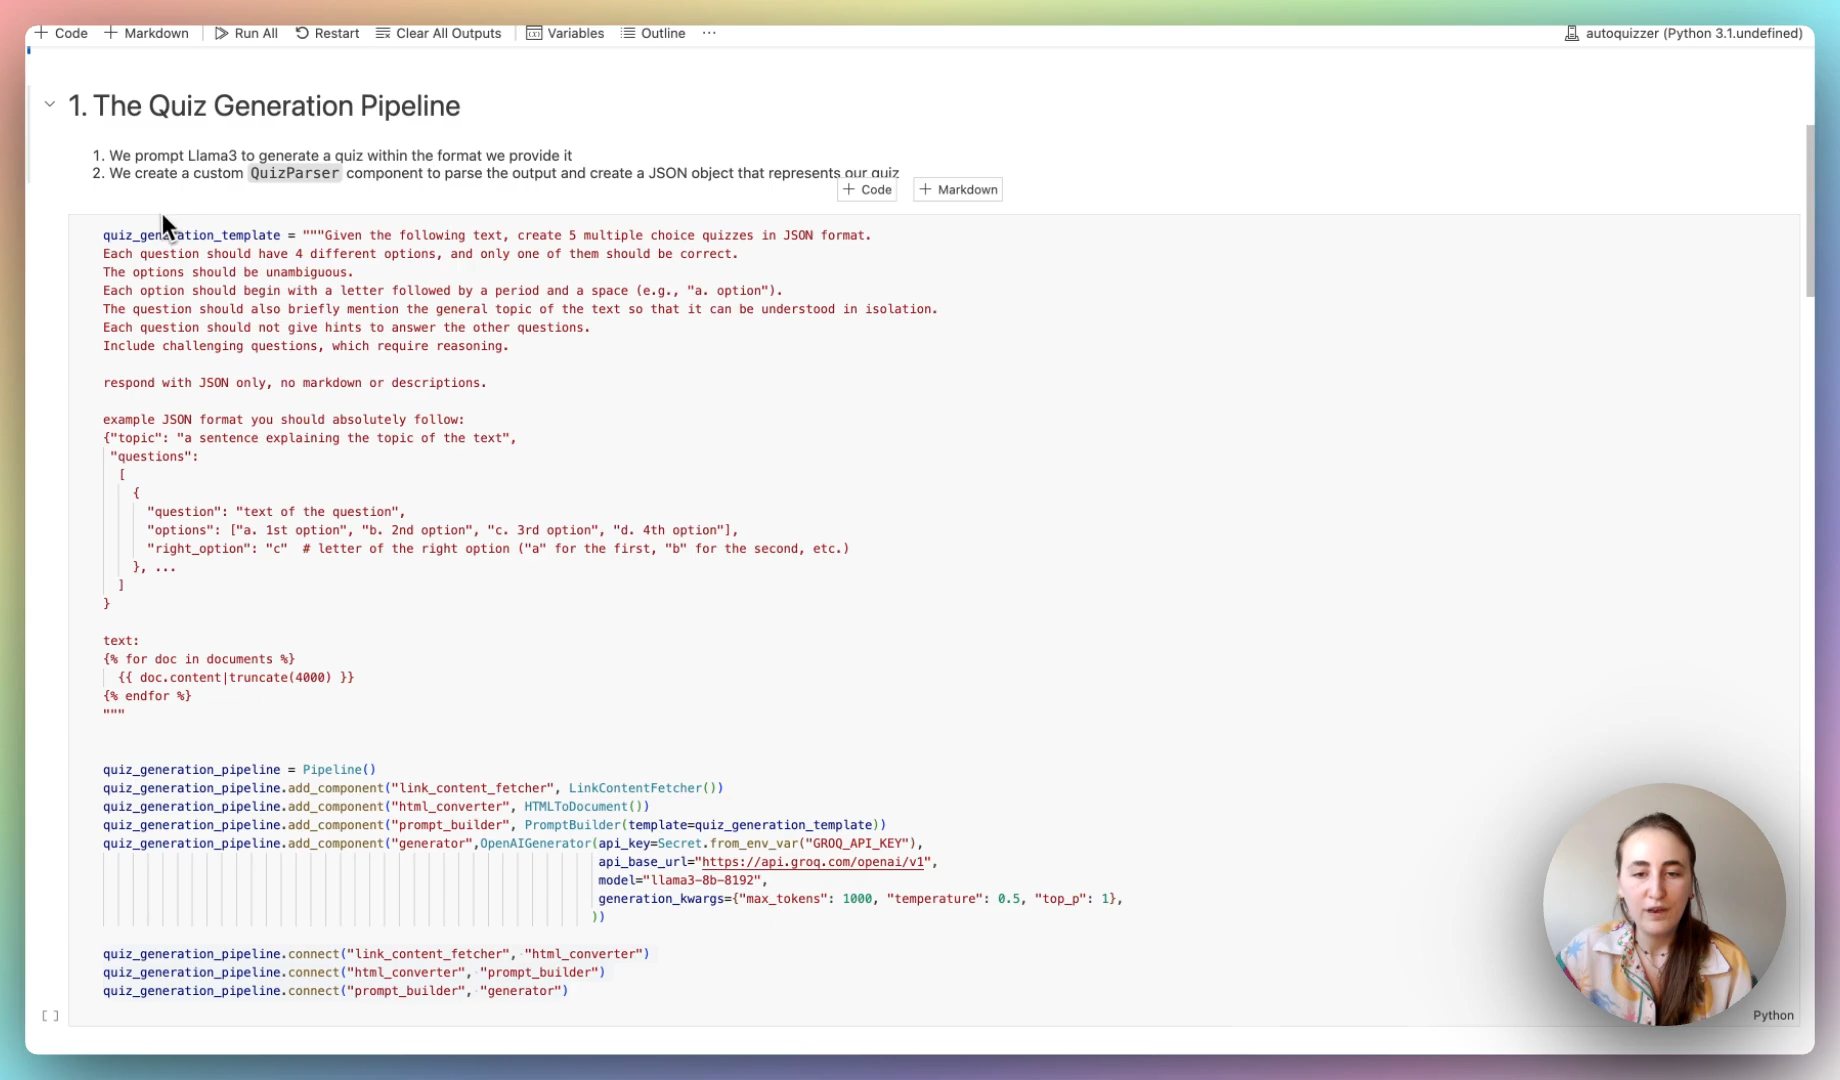 Code Markdown Run All Restart Clear All Outputs Variables Outline ··· autoquizzer (Python 3.1.undefined)
1. The Quiz Generation Pipeline
1. We prompt Llama3 to generate a quiz within the format we provide it
2. We create a custom QuizParser component to parse the output and create a JSON object that represents our quiz
+ Code + Markdown
quiz_generation_template = """Given the following text, create 5 multiple choice quizzes in JSON format.
Each question should have 4 different options, and only one of them should be correct.
The options should be unambiguous.
Each option should begin with a letter followed by a period and a space (e.g., "a. option").
The question should also briefly mention the general topic of the text so that it can be understood in isolation.
Each question should not give hints to answer the other questions.
Include challenging questions, which require reasoning.
respond with JSON only, no markdown or descriptions.
example JSON format you should absolutely follow:
{"topic": "a sentence explaining the topic of the text",
"questions":
[
{
"question": "text of the question",
"options": ["a. 1st option", "b. 2nd option", "c. 3rd option", "d. 4th option"],
"right_option": "c"  # letter of the right option ("a" for the first, "b" for the second, etc.)
}, ...
]
}
text:
{% for doc in documents %}
{{ doc.content|truncate(4000) }}
{% endfor %}
"""
quiz_generation_pipeline = Pipeline()
quiz_generation_pipeline.add_component("link_content_fetcher", LinkContentFetcher())
quiz_generation_pipeline.add_component("html_converter", HTMLToDocument())
quiz_generation_pipeline.add_component("prompt_builder", PromptBuilder(template=quiz_generation_template))
quiz_generation_pipeline.add_component("generator",OpenAIGenerator(api_key=Secret.from_env_var("GROQ_API_KEY"),
api_base_url="https://api.groq.com/openai/v1",
model="llama3-8b-8192",
generation_kwargs={"max_tokens": 1000, "temperature": 0.5, "top_p": 1},
))
quiz_generation_pipeline.connect("link_content_fetcher", "html_converter")
quiz_generation_pipeline.connect("html_converter", "prompt_builder")
quiz_generation_pipeline.connect("prompt_builder", "generator")
[ ] Python